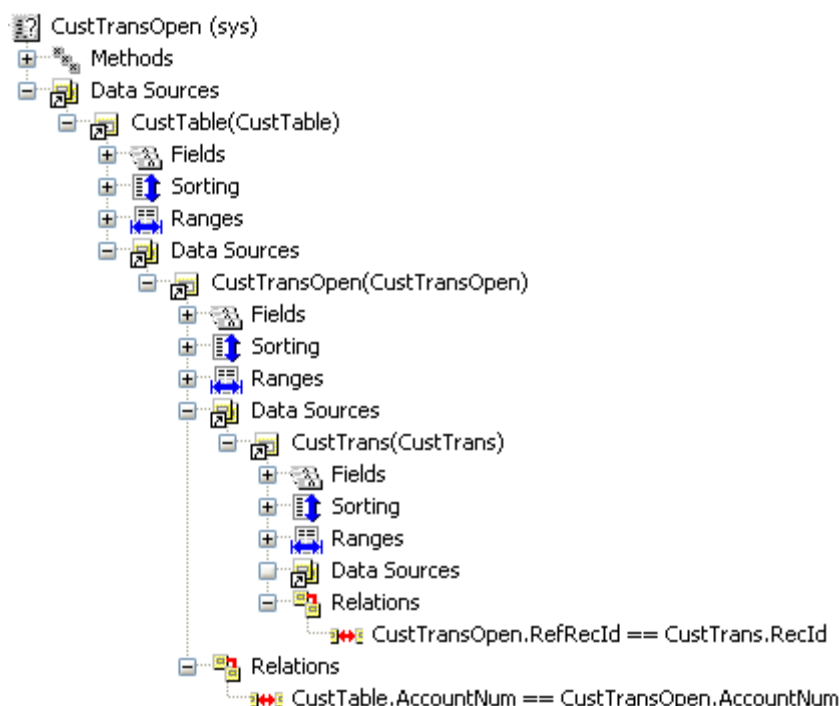 CustTransOpen (sys)
Methods
Data Sources
CustTable(CustTable)
Fields
Sorting
Ranges
Data Sources
CustTransOpen(CustTransOpen)
Fields
Sorting
Ranges
Data Sources
CustTrans(CustTrans)
Fields
Sorting
Ranges
Data Sources
Relations
CustTransOpen.RefRecId == CustTrans.RecId
Relations
CustTable.AccountNum == CustTransOpen.AccountNum